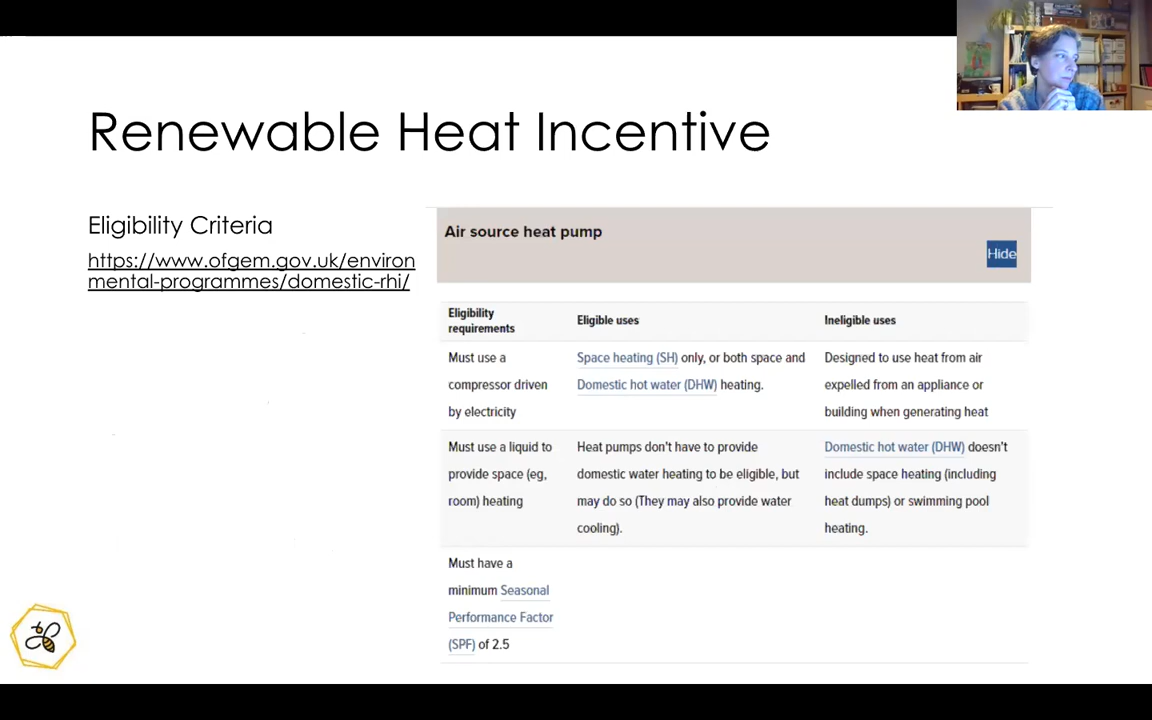 Renewable Heat Incentive
Eligibility Criteria
https://www.ofgem.gov.uk/environ
mental-programmes/domestic-rhi/
Air source heat pump
Hide
Eligibility
requirements
Eligible uses
Ineligible uses
Must use a
compressor driven
by electricity
Space heating (SH) only, or both space and
Domestic hot water (DHW) heating.
Designed to use heat from air
expelled from an appliance or
building when generating heat
Must use a liquid to
provide space (eg,
room) heating
Heat pumps don't have to provide
domestic water heating to be eligible, but
may do so (They may also provide water
cooling).
Domestic hot water (DHW) doesn't
include space heating (including
heat dumps) or swimming pool
heating.
Must have a
minimum Seasonal
Performance Factor
(SPF) of 2.5